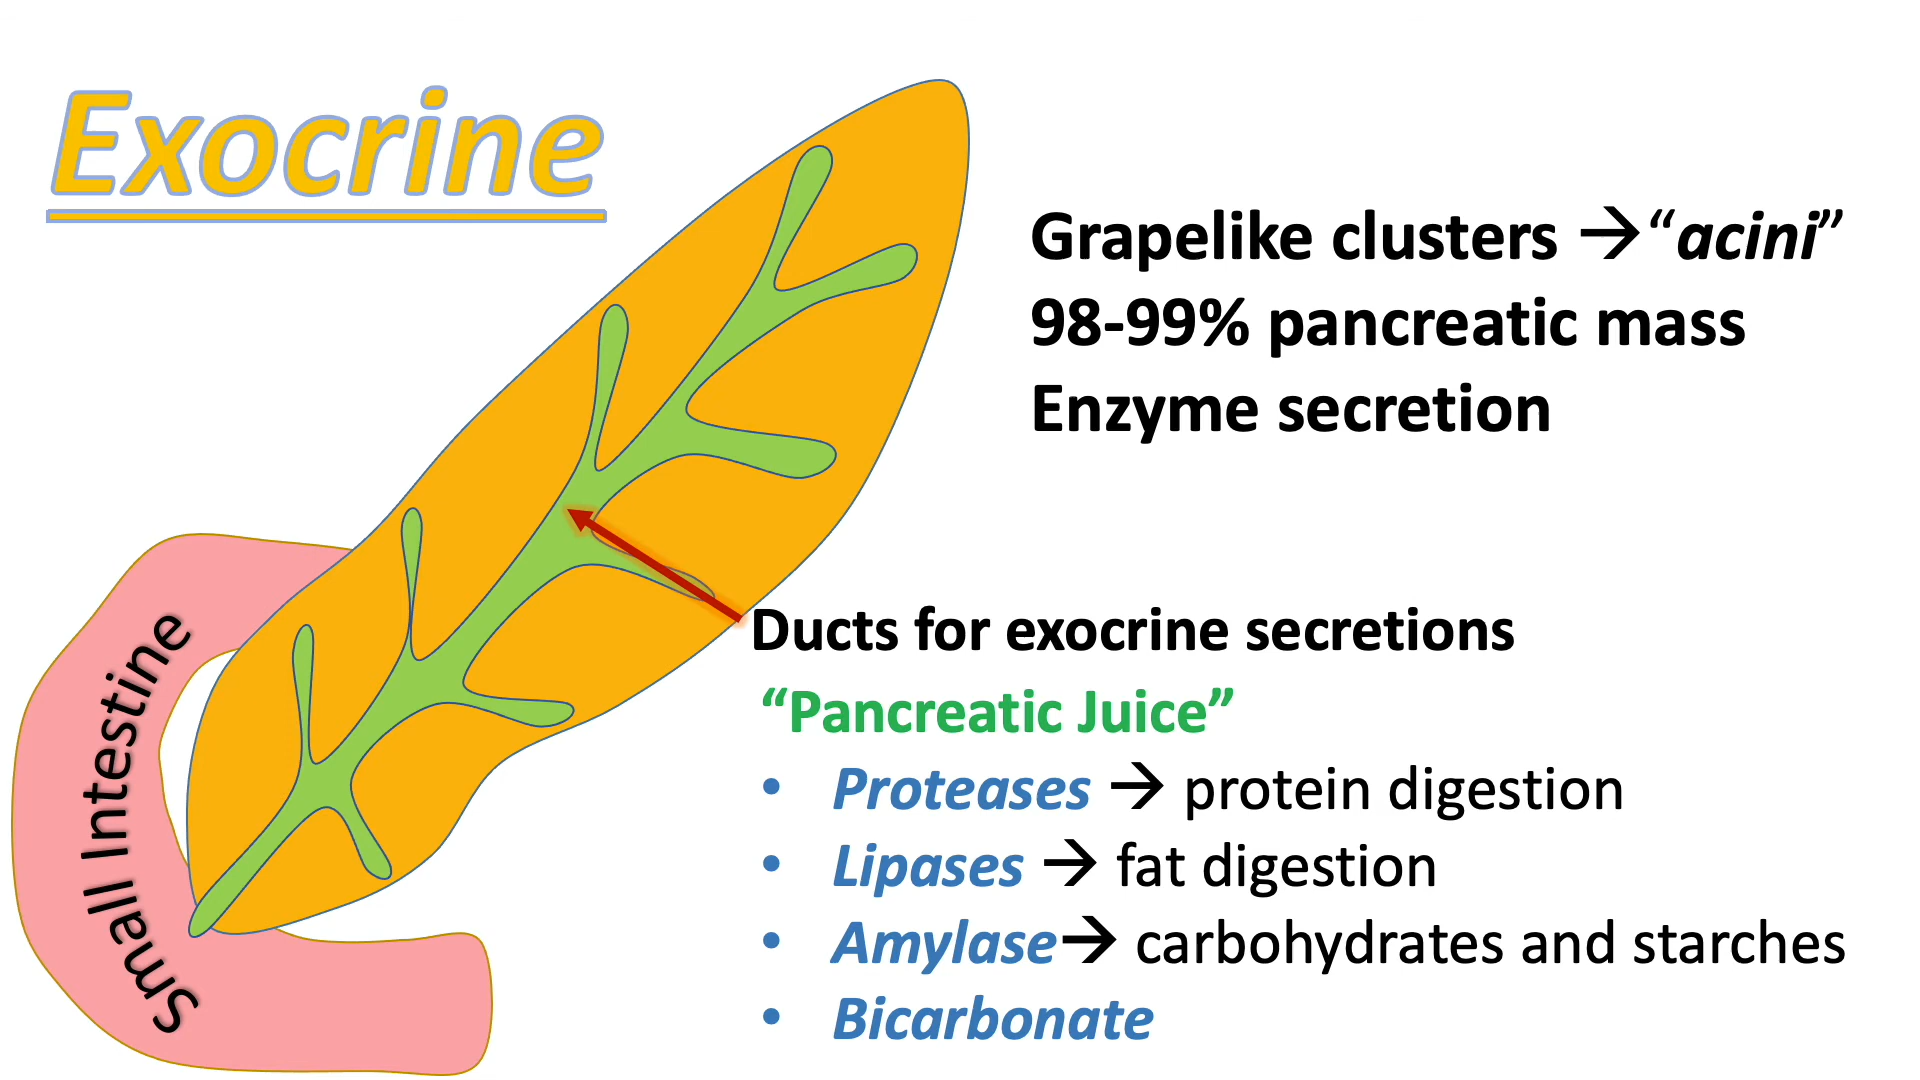 Exocrine
Grapelike clusters → “acini”
98-99% pancreatic mass
Enzyme secretion
Small Intestine
Ducts for exocrine secretions
“Pancreatic Juice”
• Proteases → protein digestion
• Lipases → fat digestion
• Amylase→ carbohydrates and starches
• Bicarbonate